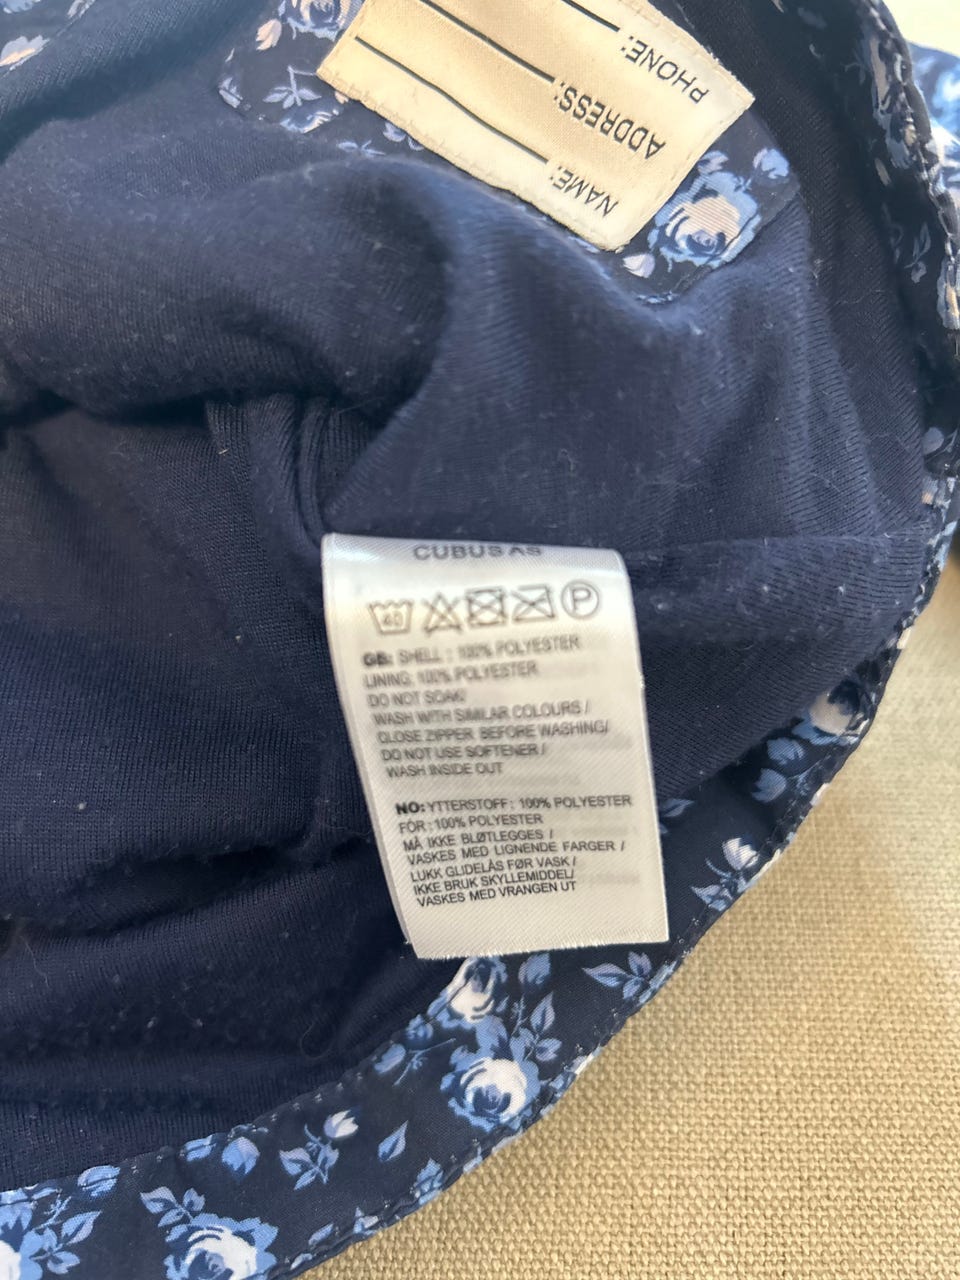 NAME:
ADDRESS:
PHONE:
CUBUS AS
40 P
GB: SHELL : 100% POLYESTER
LINING: 100% POLYESTER
DO NOT SOAK/
WASH WITH SIMILAR COLOURS /
CLOSE ZIPPER BEFORE WASHING/
DO NOT USE SOFTENER /
WASH INSIDE OUT
NO: YTTERSTOFF : 100% POLYESTER
FÒR : 100% POLYESTER
MÅ IKKE BLØTLEGGES /
VASKES MED LIGNENDE FARGER /
LUKK GLIDELÅS FØR VASK /
IKKE BRUK SKYLLEMIDDEL/
VASKES MED VRANGEN UT